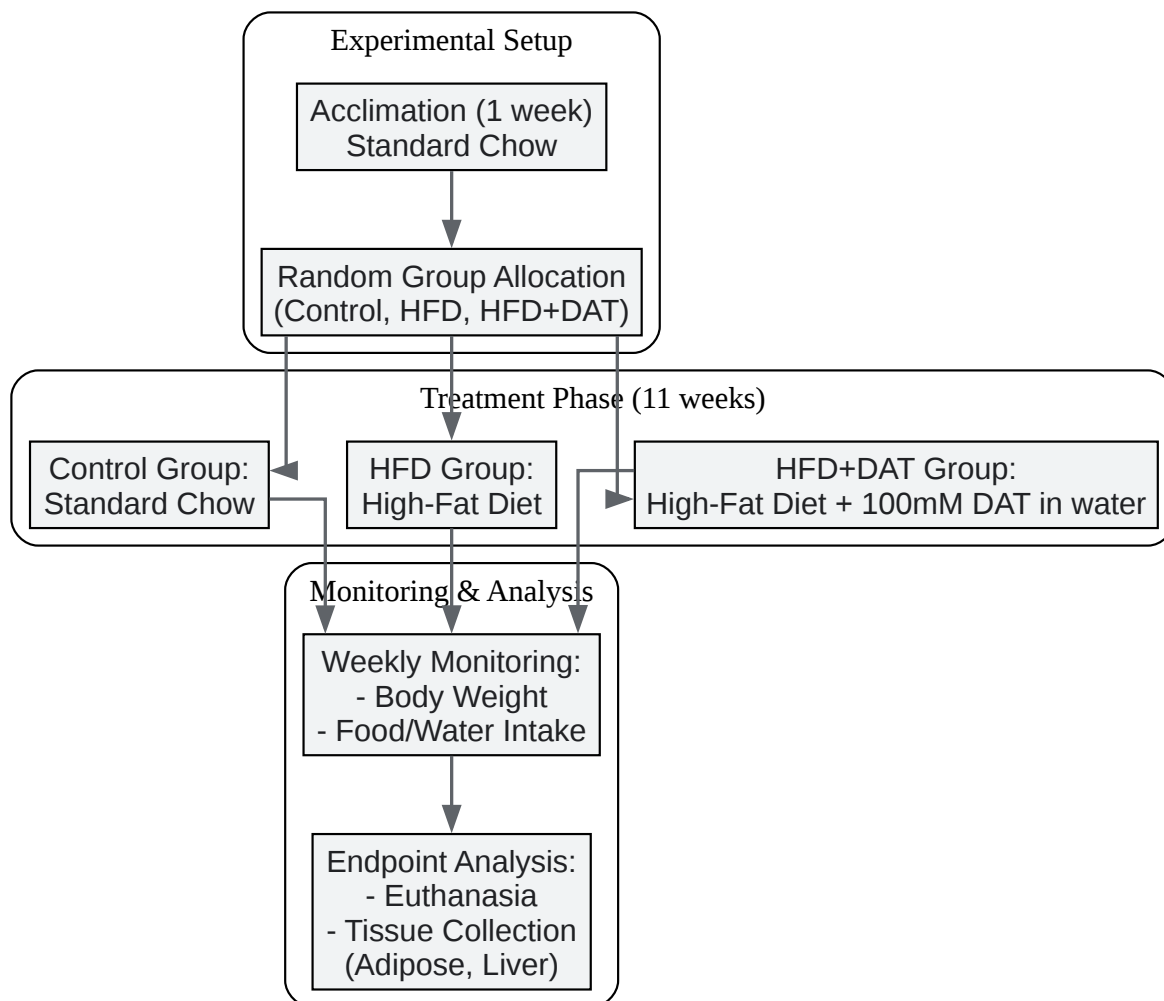 Experimental Setup
Acclimation (1 week)
Standard Chow
Random Group Allocation
(Control, HFD, HFD+DAT)
Treatment Phase (11 weeks)
Control Group:
Standard Chow
HFD Group:
High-Fat Diet
HFD+DAT Group:
High-Fat Diet + 100mM DAT in water
Monitoring & Analysis
Weekly Monitoring:
- Body Weight
- Food/Water Intake
Endpoint Analysis:
- Euthanasia
- Tissue Collection
(Adipose, Liver)